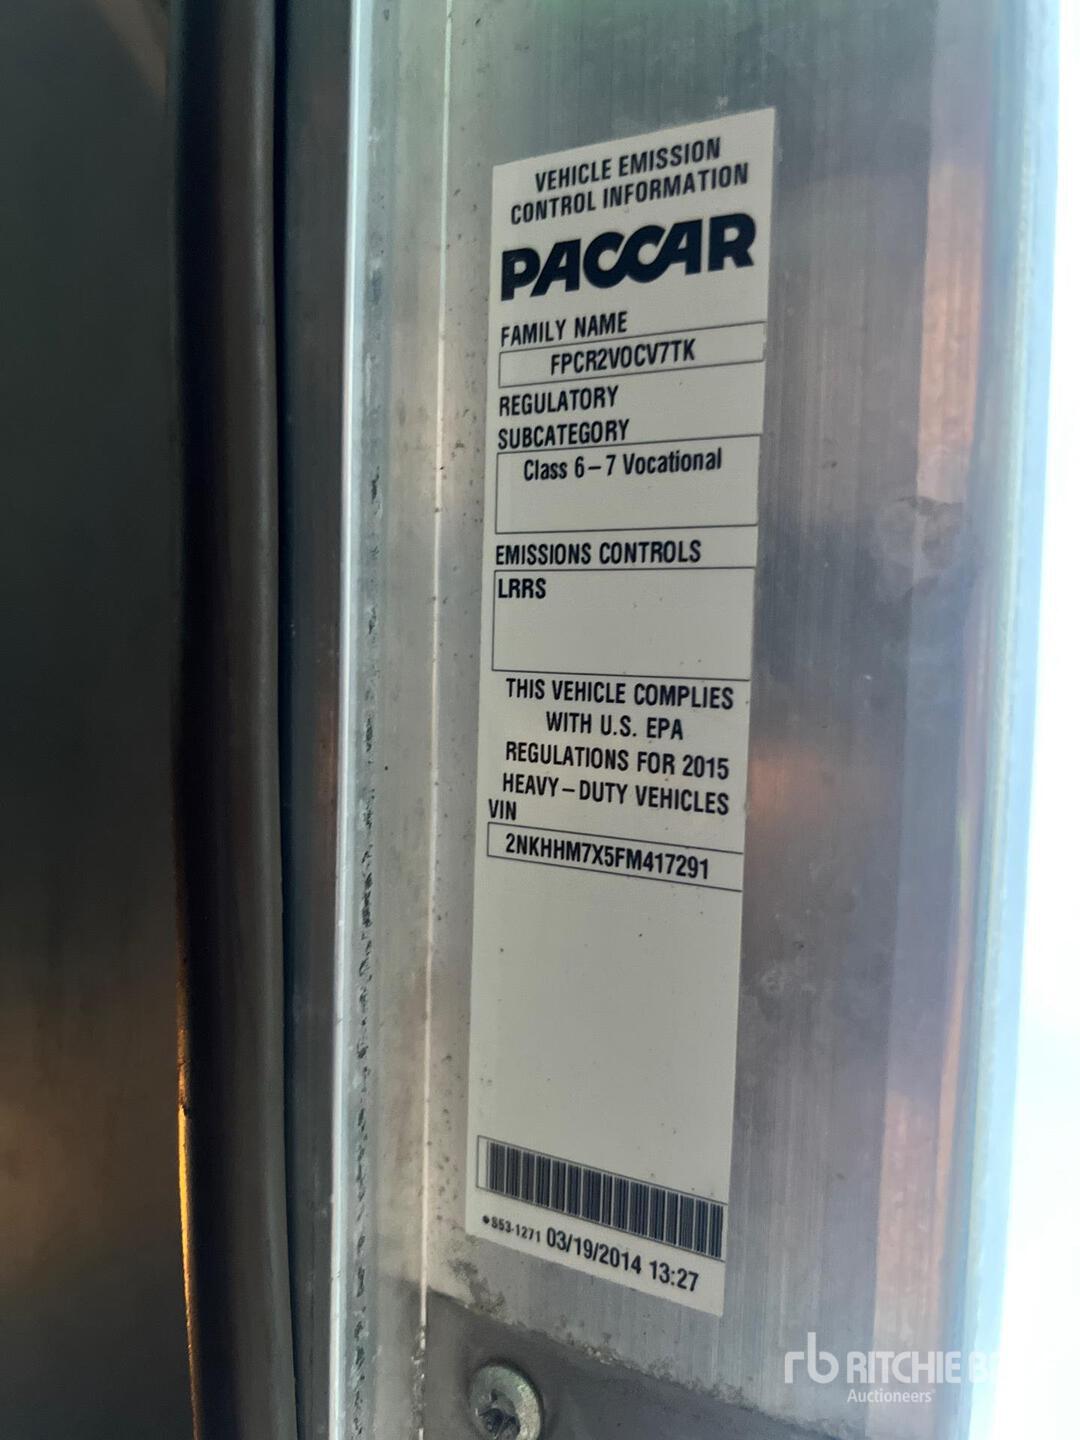 VEHICLE EMISSION
CONTROL INFORMATION
PACCAR
FAMILY NAME
FPCR2VOCV7TK
REGULATORY
SUBCATEGORY
Class 6-7 Vocational
EMISSIONS CONTROLS
LRRS
THIS VEHICLE COMPLIES
WITH U.S. EPA
REGULATIONS FOR 2015
HEAVY-DUTY VEHICLES
VIN
2NKHHM7X5FM417291
S53-1271 03/19/2014 13:27
rb RITCHIE
Auctioneers